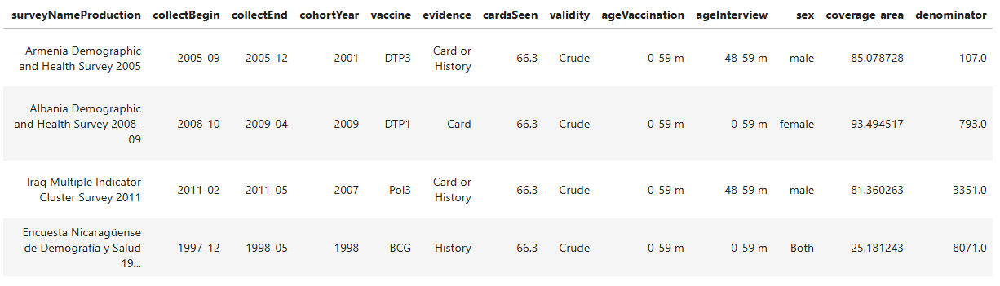 surveyNameProduction collectBegin collectEnd cohortYear vaccine evidence cardsSeen validity ageVaccination ageInterview sex coverage_area denominator
Armenia Demographic
and Health Survey 2005 2005-09 2005-12 2001 DTP3 Card or
History 66.3 Crude 0-59 m 48-59 m male 85.078728 107.0
Albania Demographic
and Health Survey 2008-
09 2008-10 2009-04 2009 DTP1 Card 66.3 Crude 0-59 m 0-59 m female 93.494517 793.0
Iraq Multiple Indicator
Cluster Survey 2011 2011-02 2011-05 2007 Pol3 Card or
History 66.3 Crude 0-59 m 48-59 m male 81.360263 3351.0
Encuesta Nicaragüense
de Demografía y Salud
19... 1997-12 1998-05 1998 BCG History 66.3 Crude 0-59 m 0-59 m Both 25.181243 8071.0